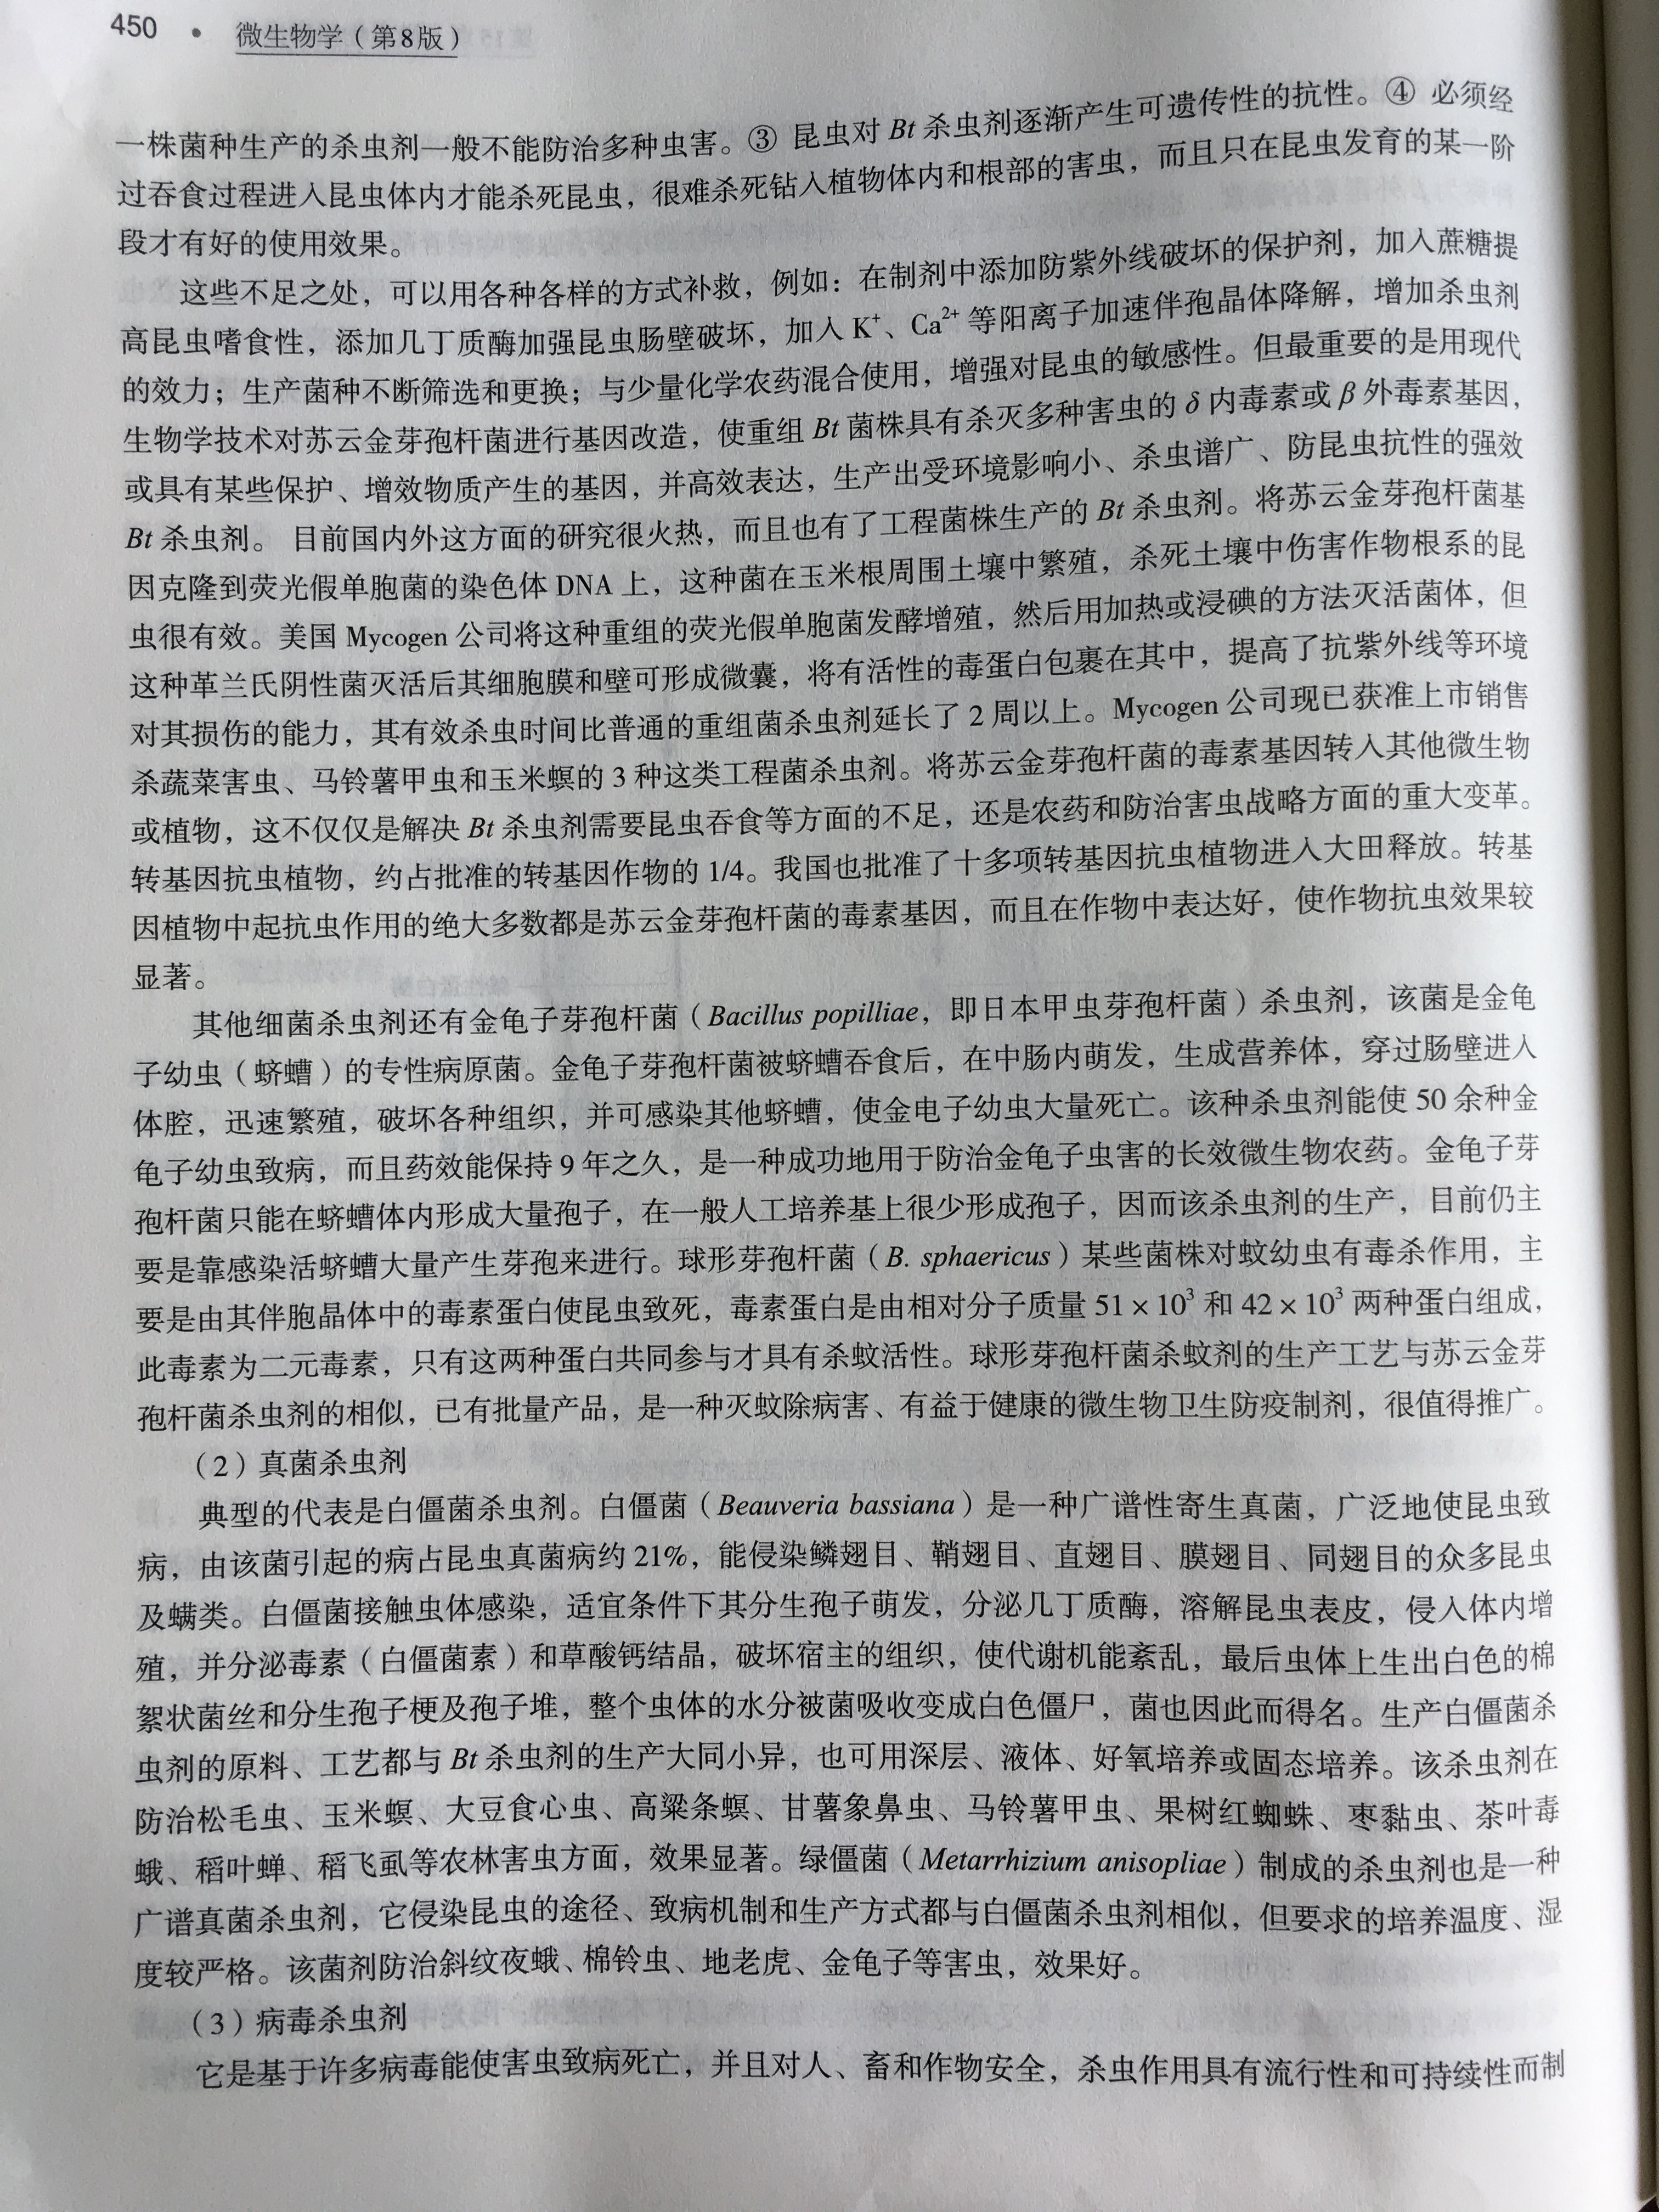 450 • 微生物学（第8版）
一株菌种生产的杀虫剂一般不能防治多种虫害。③ 昆虫对 Bt 杀虫剂逐渐产生可遗传性的抗性。④ 必须经
过吞食过程进入昆虫体内才能杀死昆虫，很难杀死钻入植物体内和根部的害虫，而且只在昆虫发育的某一阶
段才有好的使用效果。
这些不足之处，可以用各种各样的方式补救，例如：在制剂中添加防紫外线破坏的保护剂，加入蔗糖提
高昆虫嗜食性，添加几丁质酶加强昆虫肠壁破坏，加入 K⁺、Ca²⁺ 等阳离子加速伴孢晶体降解，增加杀虫剂
的效力；生产菌种不断筛选和更换；与少量化学农药混合使用，增强对昆虫的敏感性。但最重要的是用现代
生物学技术对苏云金芽孢杆菌进行基因改造，使重组 Bt 菌株具有杀灭多种害虫的 δ 内毒素或 β 外毒素基因，
或具有某些保护、增效物质产生的基因，并高效表达，生产出受环境影响小、杀虫谱广、防昆虫抗性的强效
Bt 杀虫剂。 目前国内外这方面的研究很火热，而且也有了工程菌株生产的 Bt 杀虫剂。将苏云金芽孢杆菌基
因克隆到荧光假单胞菌的染色体 DNA 上，这种菌在玉米根周围土壤中繁殖，杀死土壤中伤害作物根系的昆
虫很有效。美国 Mycogen 公司将这种重组的荧光假单胞菌发酵增殖，然后用加热或浸碘的方法灭活菌体，但
这种革兰氏阴性菌灭活后其细胞膜和壁可形成微囊，将有活性的毒蛋白包裹在其中，提高了抗紫外线等环境
对其损伤的能力，其有效杀虫时间比普通的重组菌杀虫剂延长了 2 周以上。Mycogen 公司现已获准上市销售
杀蔬菜害虫、马铃薯甲虫和玉米螟的 3 种这类工程菌杀虫剂。将苏云金芽孢杆菌的毒素基因转入其他微生物
或植物，这不仅仅是解决 Bt 杀虫剂需要昆虫吞食等方面的不足，还是农药和防治害虫战略方面的重大变革。
转基因抗虫植物，约占批准的转基因作物的 1/4。我国也批准了十多项转基因抗虫植物进入大田释放。转基
因植物中起抗虫作用的绝大多数都是苏云金芽孢杆菌的毒素基因，而且在作物中表达好，使作物抗虫效果较
显著。
其他细菌杀虫剂还有金龟子芽孢杆菌（Bacillus popilliae，即日本甲虫芽孢杆菌）杀虫剂，该菌是金龟
子幼虫（蛴螬）的专性病原菌。金龟子芽孢杆菌被蛴螬吞食后，在中肠内萌发，生成营养体，穿过肠壁进入
体腔，迅速繁殖，破坏各种组织，并可感染其他蛴螬，使金电子幼虫大量死亡。该种杀虫剂能使 50 余种金
龟子幼虫致病，而且药效能保持 9 年之久，是一种成功地用于防治金龟子虫害的长效微生物农药。金龟子芽
孢杆菌只能在蛴螬体内形成大量孢子，在一般人工培养基上很少形成孢子，因而该杀虫剂的生产，目前仍主
要是靠感染活蛴螬大量产生芽孢来进行。球形芽孢杆菌（B. sphaericus）某些菌株对蚊幼虫有毒杀作用，主
要是由其伴胞晶体中的毒素蛋白使昆虫致死，毒素蛋白是由相对分子质量 51 × 10³ 和 42 × 10³ 两种蛋白组成，
此毒素为二元毒素，只有这两种蛋白共同参与才具有杀蚊活性。球形芽孢杆菌杀蚊剂的生产工艺与苏云金芽
孢杆菌杀虫剂的相似，已有批量产品，是一种灭蚊除病害、有益于健康的微生物卫生防疫制剂，很值得推广。
（2）真菌杀虫剂
典型的代表是白僵菌杀虫剂。白僵菌（Beauveria bassiana）是一种广谱性寄生真菌，广泛地使昆虫致
病，由该菌引起的病占昆虫真菌病约 21%，能侵染鳞翅目、鞘翅目、直翅目、膜翅目、同翅目的众多昆虫
及螨类。白僵菌接触虫体感染，适宜条件下其分生孢子萌发，分泌几丁质酶，溶解昆虫表皮，侵入体内增
殖，并分泌毒素（白僵菌素）和草酸钙结晶，破坏宿主的组织，使代谢机能紊乱，最后虫体上生出白色的棉
絮状菌丝和分生孢子梗及孢子堆，整个虫体的水分被菌吸收变成白色僵尸，菌也因此而得名。生产白僵菌杀
虫剂的原料、工艺都与 Bt 杀虫剂的生产大同小异，也可用深层、液体、好氧培养或固态培养。该杀虫剂在
防治松毛虫、玉米螟、大豆食心虫、高粱条螟、甘薯象鼻虫、马铃薯甲虫、果树红蜘蛛、枣黏虫、茶叶毒
蛾、稻叶蝉、稻飞虱等农林害虫方面，效果显著。绿僵菌（Metarrhizium anisopliae）制成的杀虫剂也是一种
广谱真菌杀虫剂，它侵染昆虫的途径、致病机制和生产方式都与白僵菌杀虫剂相似，但要求的培养温度、湿
度较严格。该菌剂防治斜纹夜蛾、棉铃虫、地老虎、金龟子等害虫，效果好。
（3）病毒杀虫剂
它是基于许多病毒能使害虫致病死亡，并且对人、畜和作物安全，杀虫作用具有流行性和可持续性而制